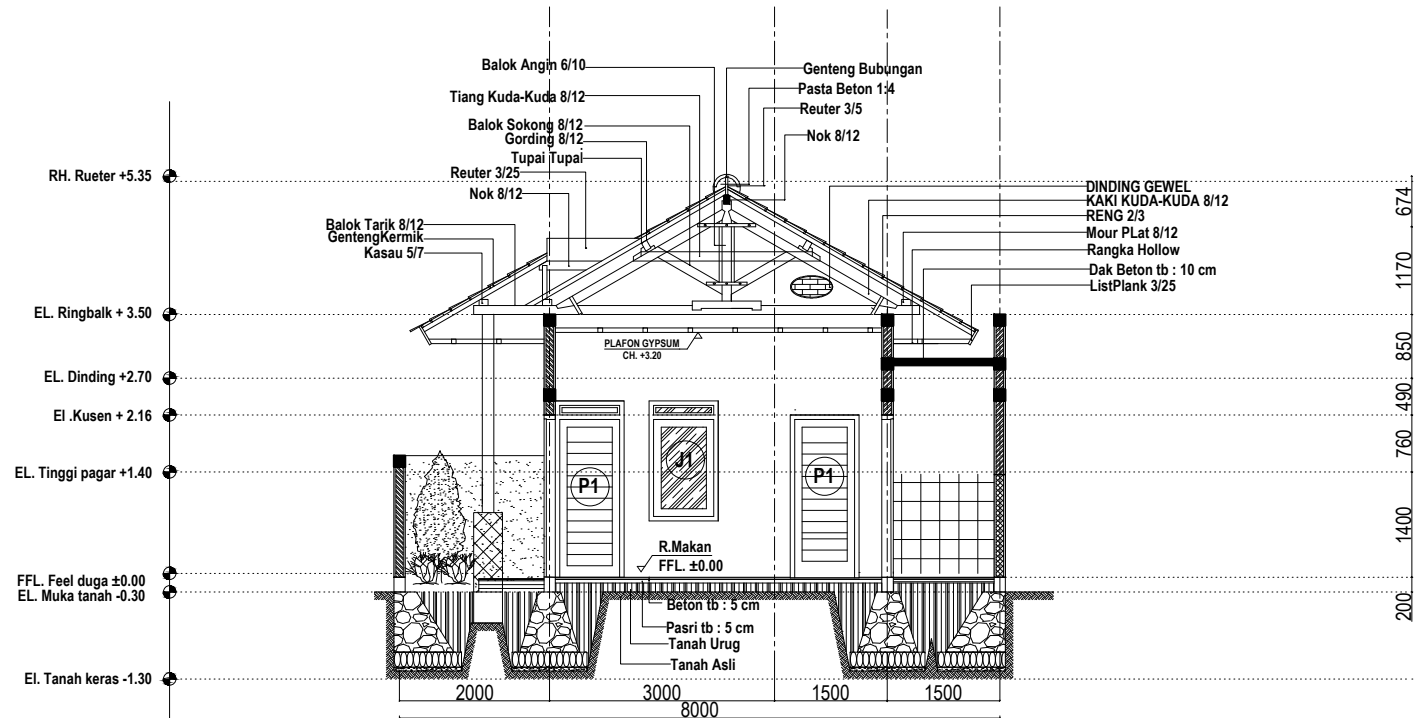 Balok Angin 6/10
Tiang Kuda-Kuda 8/12
Balok Sokong 8/12
Gording 8/12
Tupai Tupai
Reuter 3/25
Nok 8/12
Balok Tarik 8/12
GentengKermik
Kasau 5/7
Genteng Bubungan
Pasta Beton 1:4
Reuter 3/5
Nok 8/12
DINDING GEWEL
KAKI KUDA-KUDA 8/12
RENG 2/3
Mour PLat 8/12
Rangka Hollow
Dak Beton tb : 10 cm
ListPlank 3/25
RH. Rueter +5.35
EL. Ringbalk + 3.50
EL. Dinding +2.70
El .Kusen + 2.16
EL. Tinggi pagar +1.40
FFL. Feel duga ±0.00
EL. Muka tanah -0.30
El. Tanah keras -1.30
PLAFON GYPSUM
CH. +3.20
P1
J1
P1
R.Makan
FFL. ±0.00
Beton tb : 5 cm
Pasri tb : 5 cm
Tanah Urug
Tanah Asli
674
1170
850
490
760
1400
200
2000
3000
1500
1500
8000